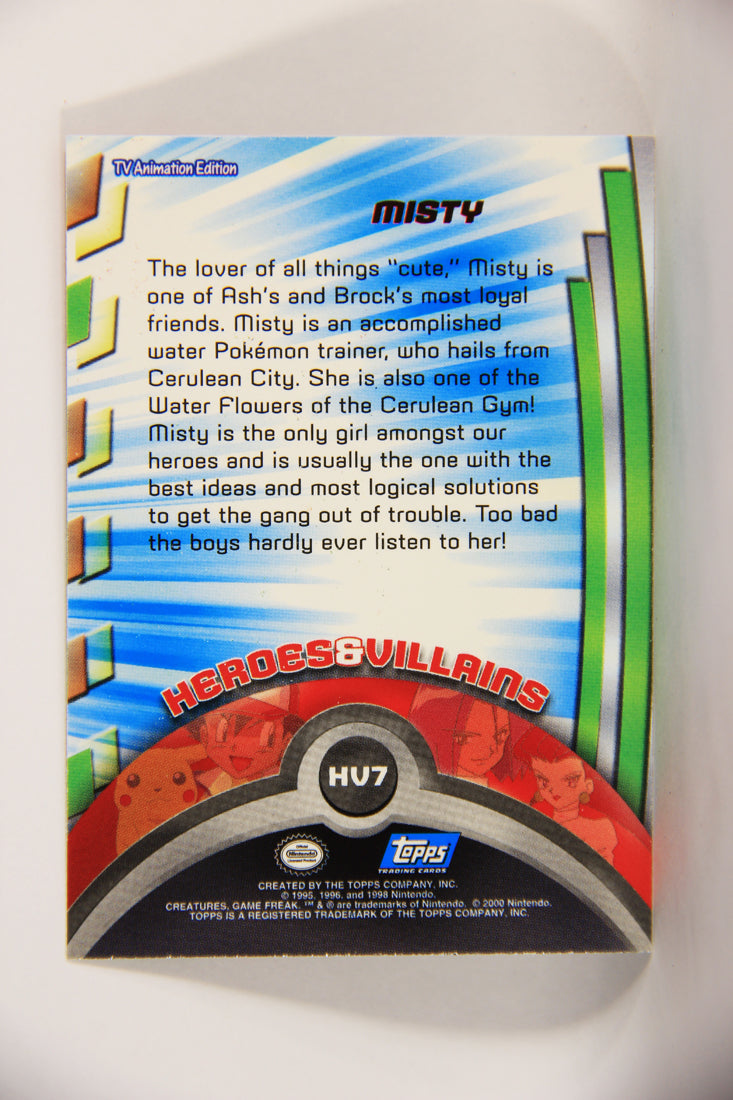 TV Animation Edition
MISTY
The lover of all things "cute," Misty is
one of Ash's and Brock's most loyal
friends. Misty is an accomplished
water Pokémon trainer, who hails from
Cerulean City. She is also one of the
Water Flowers of the Cerulean Gym!
Misty is the only girl amongst our
heroes and is usually the one with the
best ideas and most logical solutions
to get the gang out of trouble. Too bad
the boys hardly ever listen to her!
HEROES&VILLAINS
HV7
Official
Nintendo
Licensed Product
Topps
TRADING CARDS
CREATED BY THE TOPPS COMPANY, INC.
© 1995, 1996, and 1998 Nintendo,
CREATURES, GAME FREAK. ™ & ® are trademarks of Nintendo. © 2000 Nintendo.
TOPPS IS A REGISTERED TRADEMARK OF THE TOPPS COMPANY, INC.